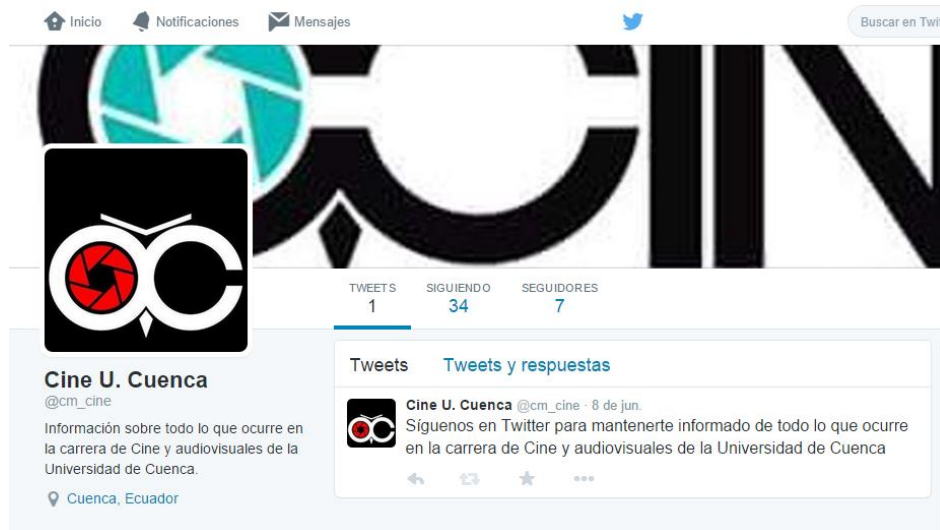 Inicio Notificaciones Mensajes Buscar en Twi
CIN
TWEETS SIGUIENDO SEGUIDORES
1 34 7
Cine U. Cuenca
@cm_cine
Información sobre todo lo que ocurre en
la carrera de Cine y audiovisuales de la
Universidad de Cuenca.
Cuenca, Ecuador
Tweets Tweets y respuestas
Cine U. Cuenca @cm_cine · 8 de jun.
Síguenos en Twitter para mantenerte informado de todo lo que ocurre
en la carrera de Cine y audiovisuales de la Universidad de Cuenca